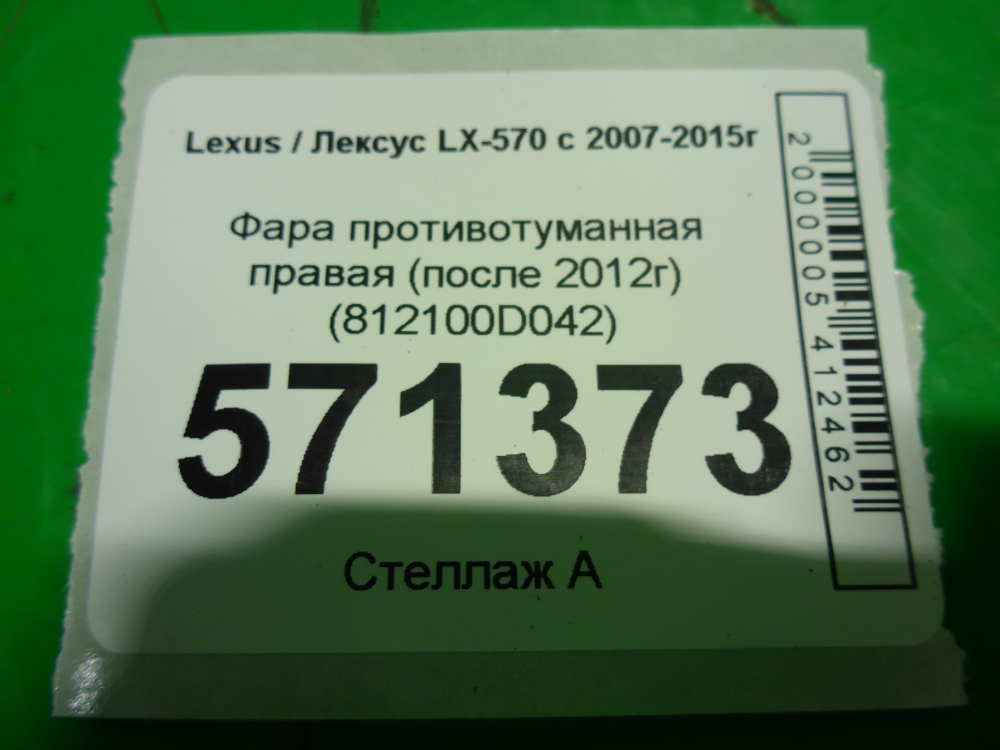 Lexus / Лексус LX-570 с 2007-2015г
Фара противотуманная
правая (после 2012г)
(812100D042)
571373
Стеллаж А
2000005412462